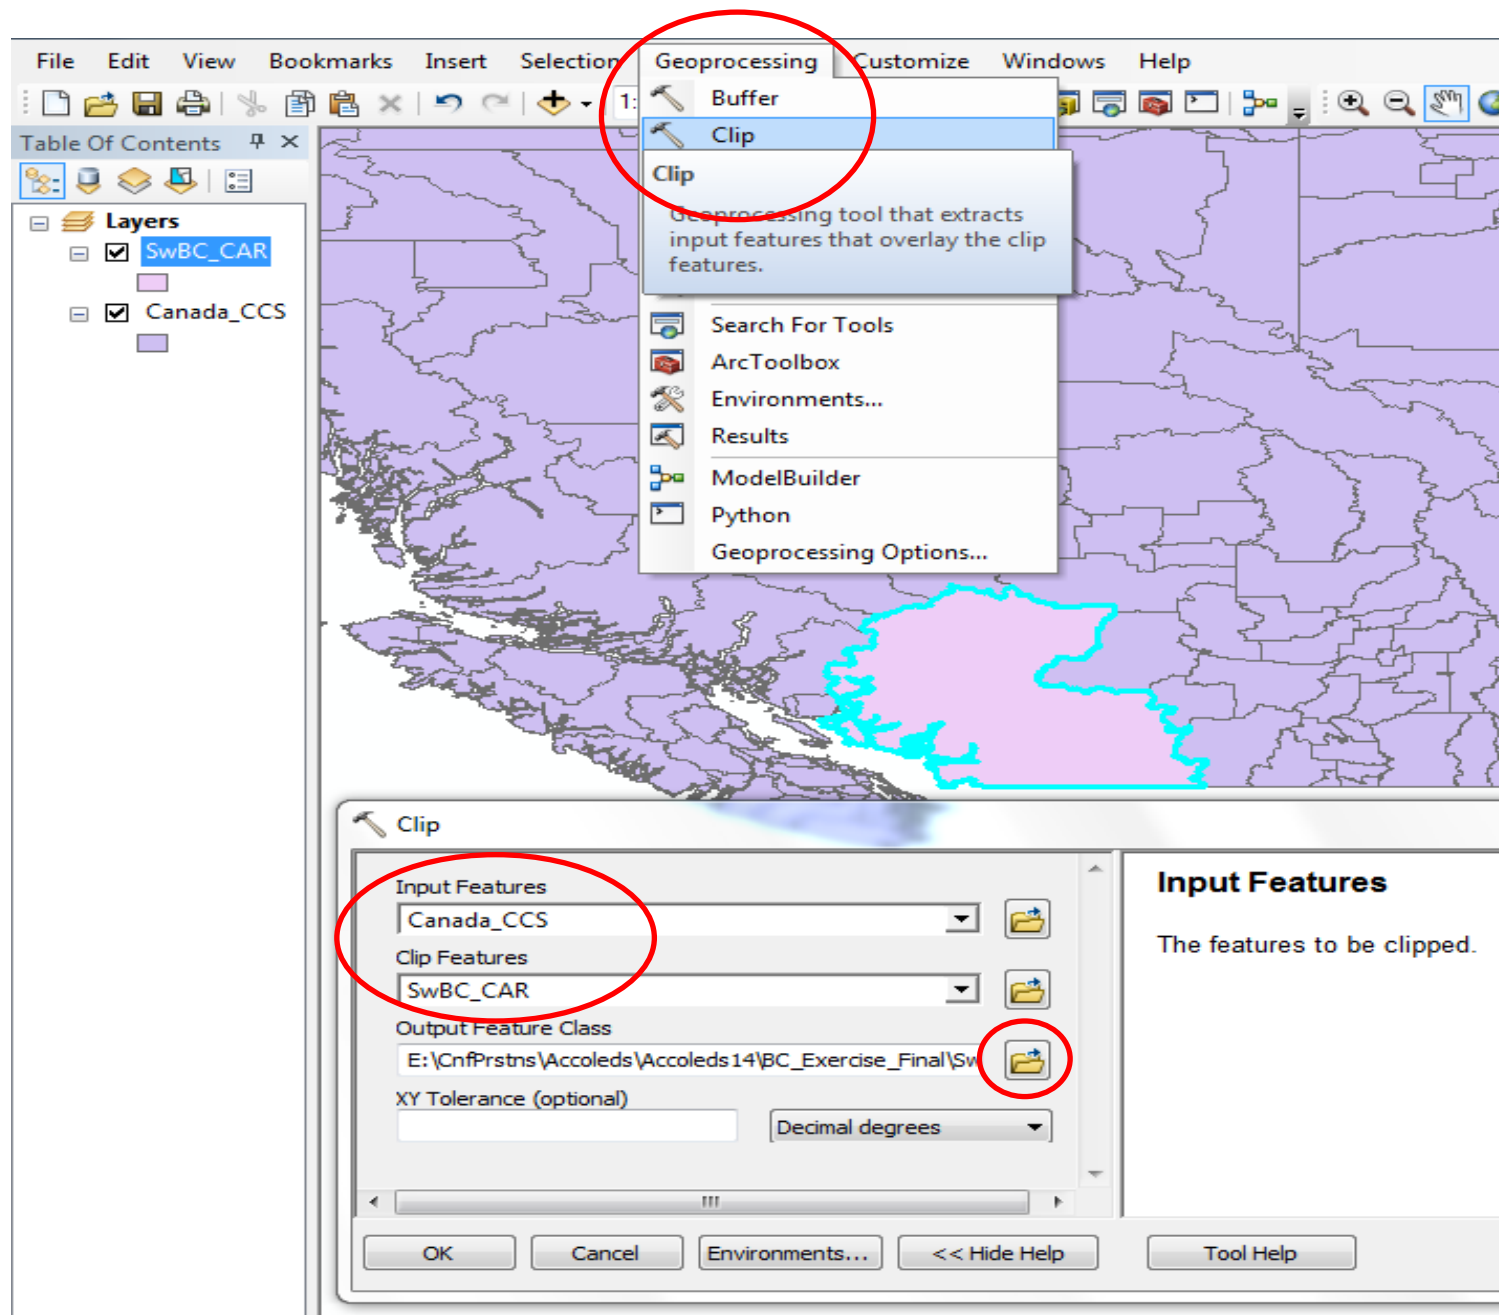 File Edit View Bookmarks Insert Selection Geoprocessing Customize Windows Help
1:
Buffer
Clip
Clip
Geoprocessing tool that extracts
input features that overlay the clip
features.
Search For Tools
ArcToolbox
Environments...
Results
ModelBuilder
Python
Geoprocessing Options...
Table Of Contents
Layers
SwBC_CAR
Canada_CCS
Clip
Input Features
Canada_CCS
Clip Features
SwBC_CAR
Output Feature Class
E:\CnfPrstns\Accoleds\Accoleds14\BC_Exercise_Final\Sw
XY Tolerance (optional)
Decimal degrees
OK Cancel Environments... << Hide Help Tool Help
Input Features
The features to be clipped.